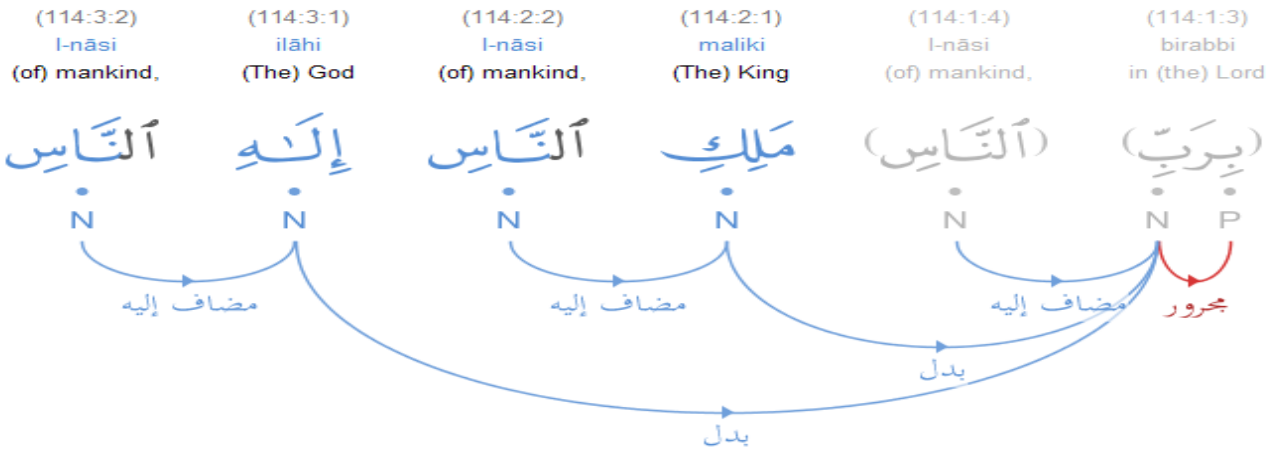 (114:3:2) (114:3:1) (114:2:2) (114:2:1) (114:1:4) (114:1:3)
l-nāsi ilāhi l-nāsi maliki l-nāsi birabbi
(of) mankind, (The) God (of) mankind, (The) King (of) mankind, in (the) Lord
(بِرَبِّ) (ٱلنَّاسِ) مَلِكِ ٱلنَّاسِ إِلَـٰهِ ٱلنَّاسِ
N N N N N N P
مجرور مضاف إليه مضاف إليه مضاف إليه
بدل
بدل